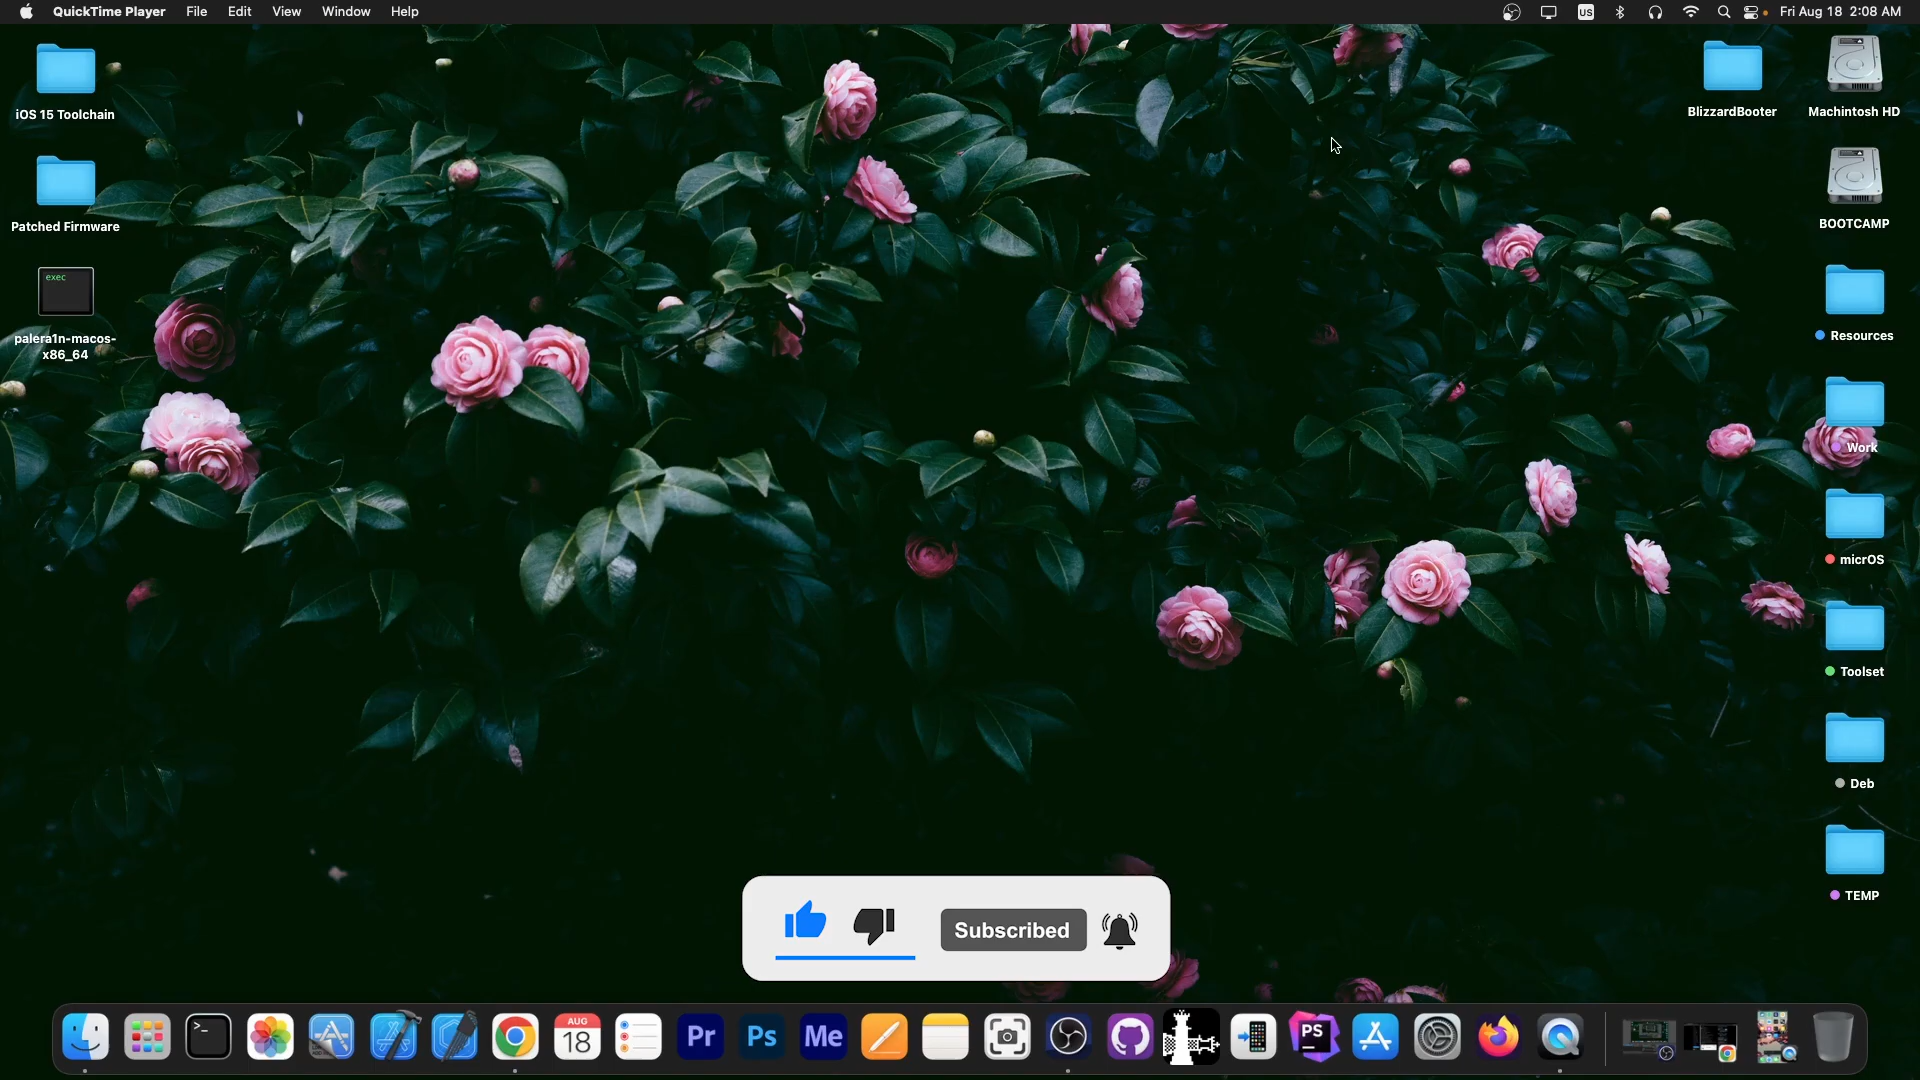 QuickTime Player File Edit View Window Help
US Fri Aug 18 2:08 AM
iOS 15 Toolchain
Patched Firmware
exec
palera1n-macos-
x86_64
BlizzardBooter
Machintosh HD
BOOTCAMP
Resources
Work
micrOS
Toolset
Deb
TEMP
Subscribed
>_
AUG
18
Pr
Ps
Me
PS